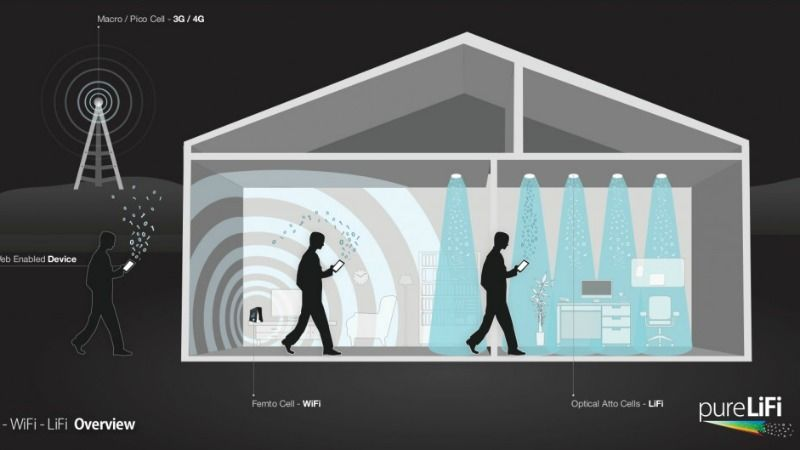 Macro / Pico Cell - 3G / 4G
Web Enabled Device
Femto Cell - WiFi
Optical Atto Cells - LiFi
- WiFi - LiFi Overview
pureLiFi